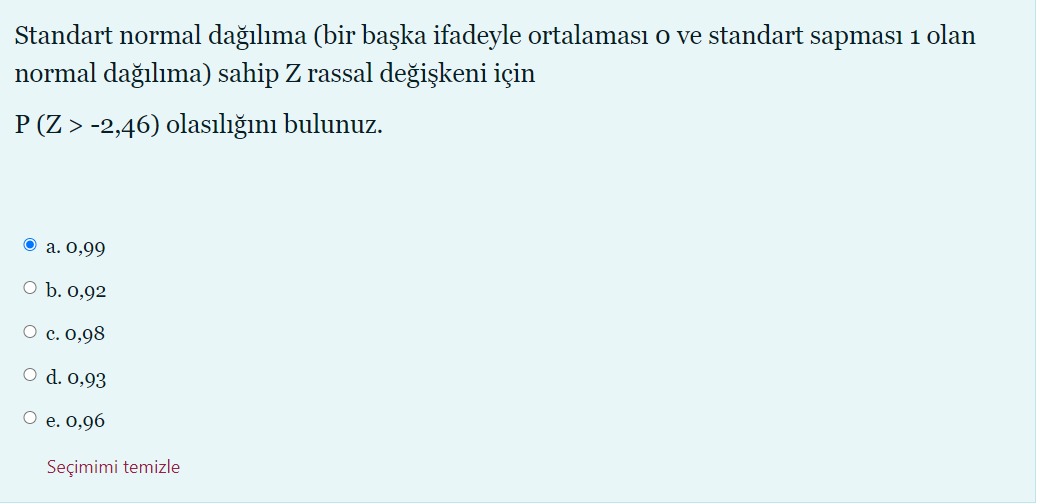 Standart normal dağılıma (bir başka ifadeyle ortalaması 0 ve standart sapması 1 olan
normal dağılıma) sahip Z rassal değişkeni için
P (Z > -2,46) olasılığını bulunuz.
a. 0,99
b. 0,92
c. 0,98
d. 0,93
e. 0,96
Seçimimi temizle